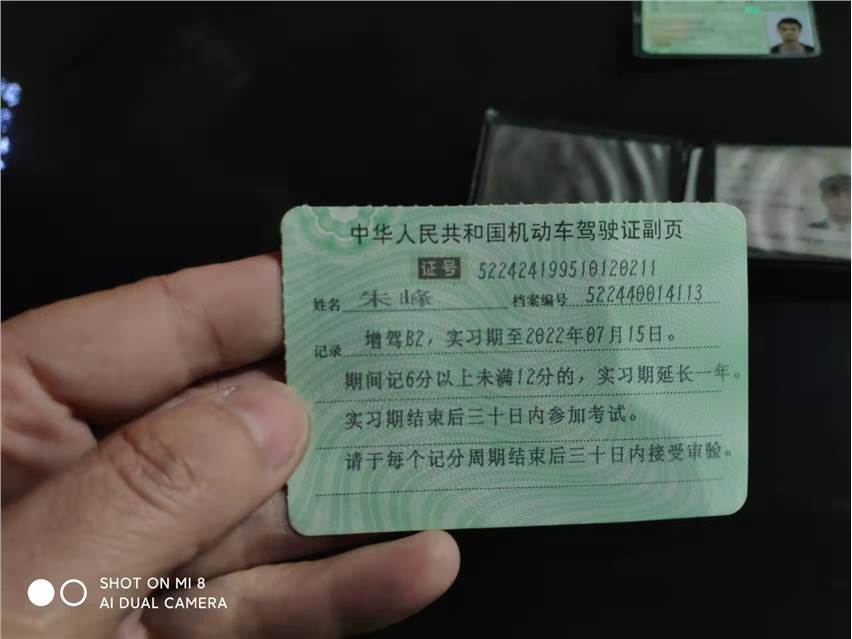 中华人民共和国机动车驾驶证副页
证号 522424199510120211
姓名 朱峰 档案编号 522440014113
记录 增驾B2，实习期至2022年07月15日。
期间记6分以上未满12分的，实习期延长一年。
实习期结束后三十日内参加考试。
请于每个记分周期结束后三十日内接受审验。
SHOT ON MI 8
AI DUAL CAMERA